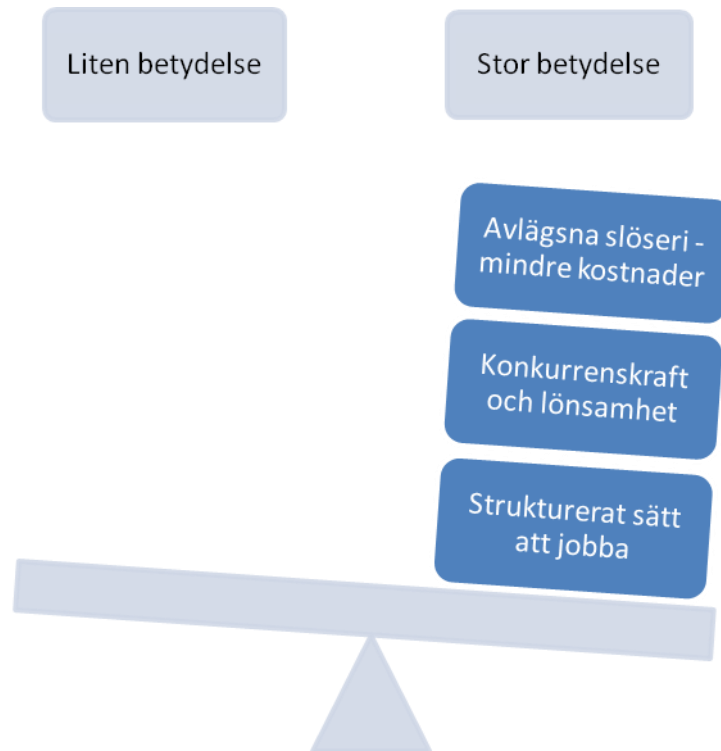 Liten betydelse
Stor betydelse
Avlägsna slöseri -
mindre kostnader
Konkurrenskraft
och lönsamhet
Strukturerat sätt
att jobba